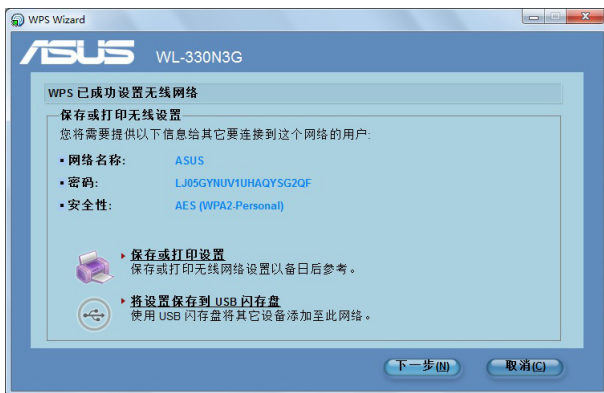 WPS Wizard
ASUS WL-330N3G
WPS 已成功设置无线网络
保存或打印无线设置
您将需要提供以下信息给其它要连接到这个网络的用户:
▪ 网络名称: ASUS
▪ 密码: LJ05GYNUV1UHAQYSG2QF
▪ 安全性: AES (WPA2-Personal)
保存或打印设置
保存或打印无线网络设置以备日后参考。
将设置保存到 USB 闪存盘
使用 USB 闪存盘将其它设备添加至此网络。
下一步(N) 取消(C)